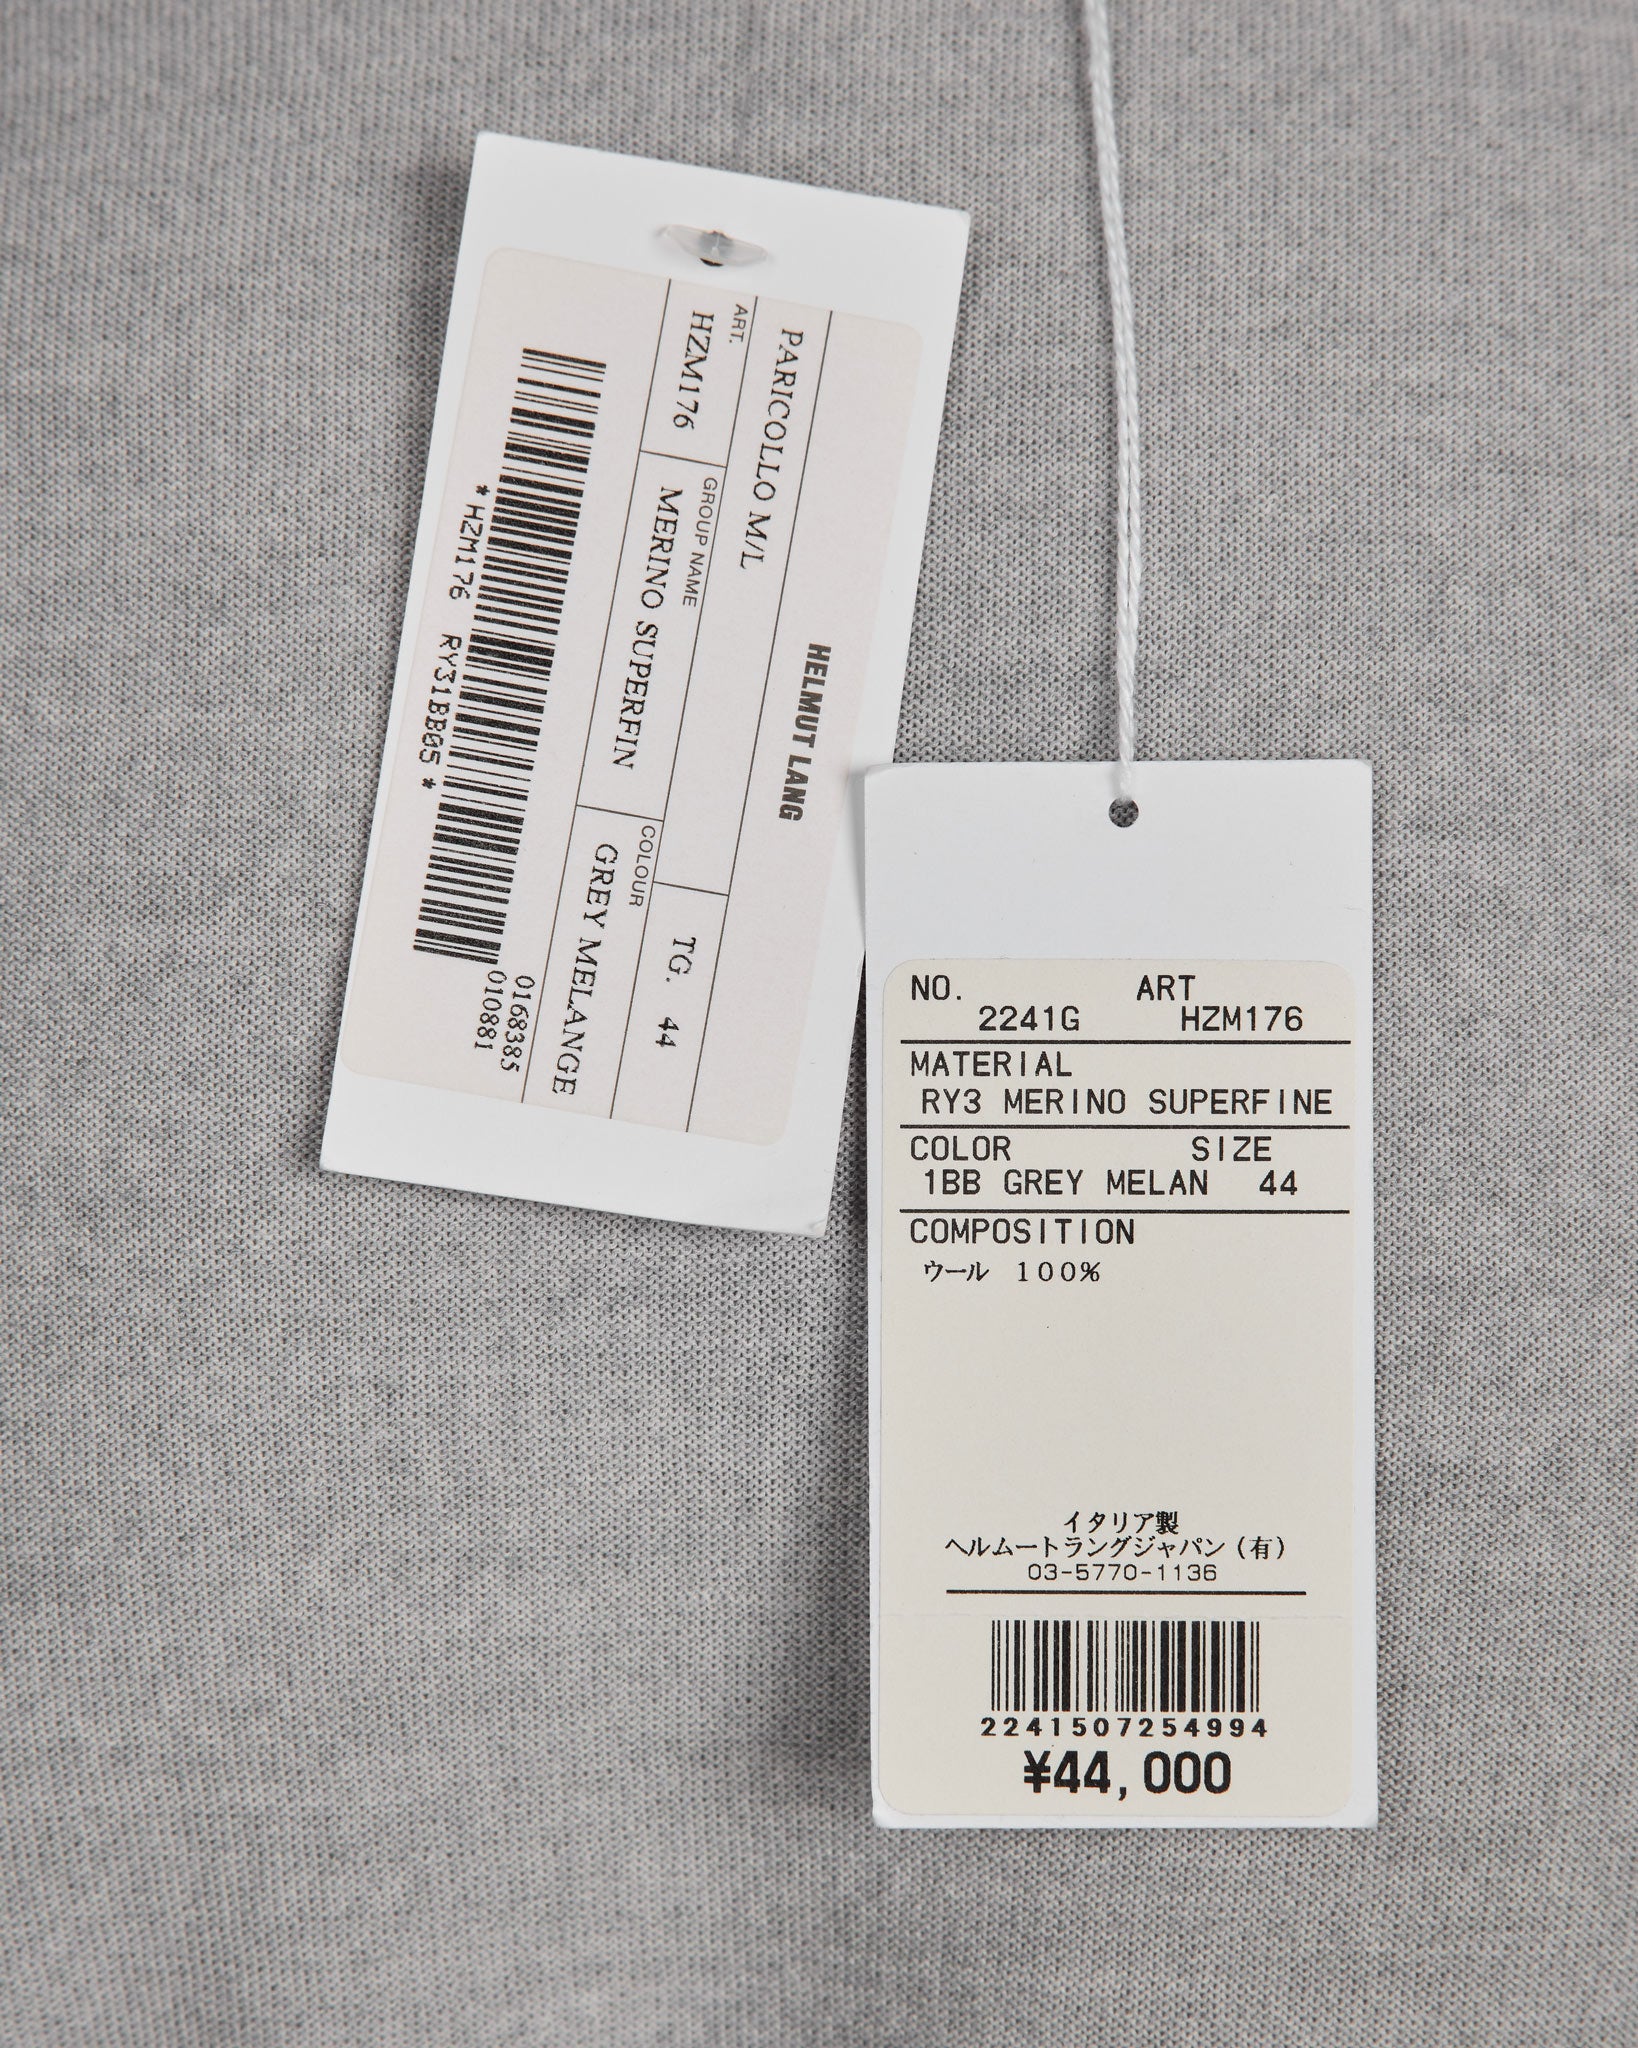 HELMUT LANG
PARICOLLO M/L
TG. 44
ART.
HZM176
GROUP NAME
MERINO SUPERFIN
COLOUR
GREY MELANGE
0168385
010881
*HZM176 RY31BB05*
NO. ART
2241G HZM176
MATERIAL
RY3 MERINO SUPERFINE
COLOR SIZE
1BB GREY MELAN 44
COMPOSITION
ウール 100%
イタリア製
ヘルムートラングジャパン(有)
03-5770-1136
2241507254994
¥44,000